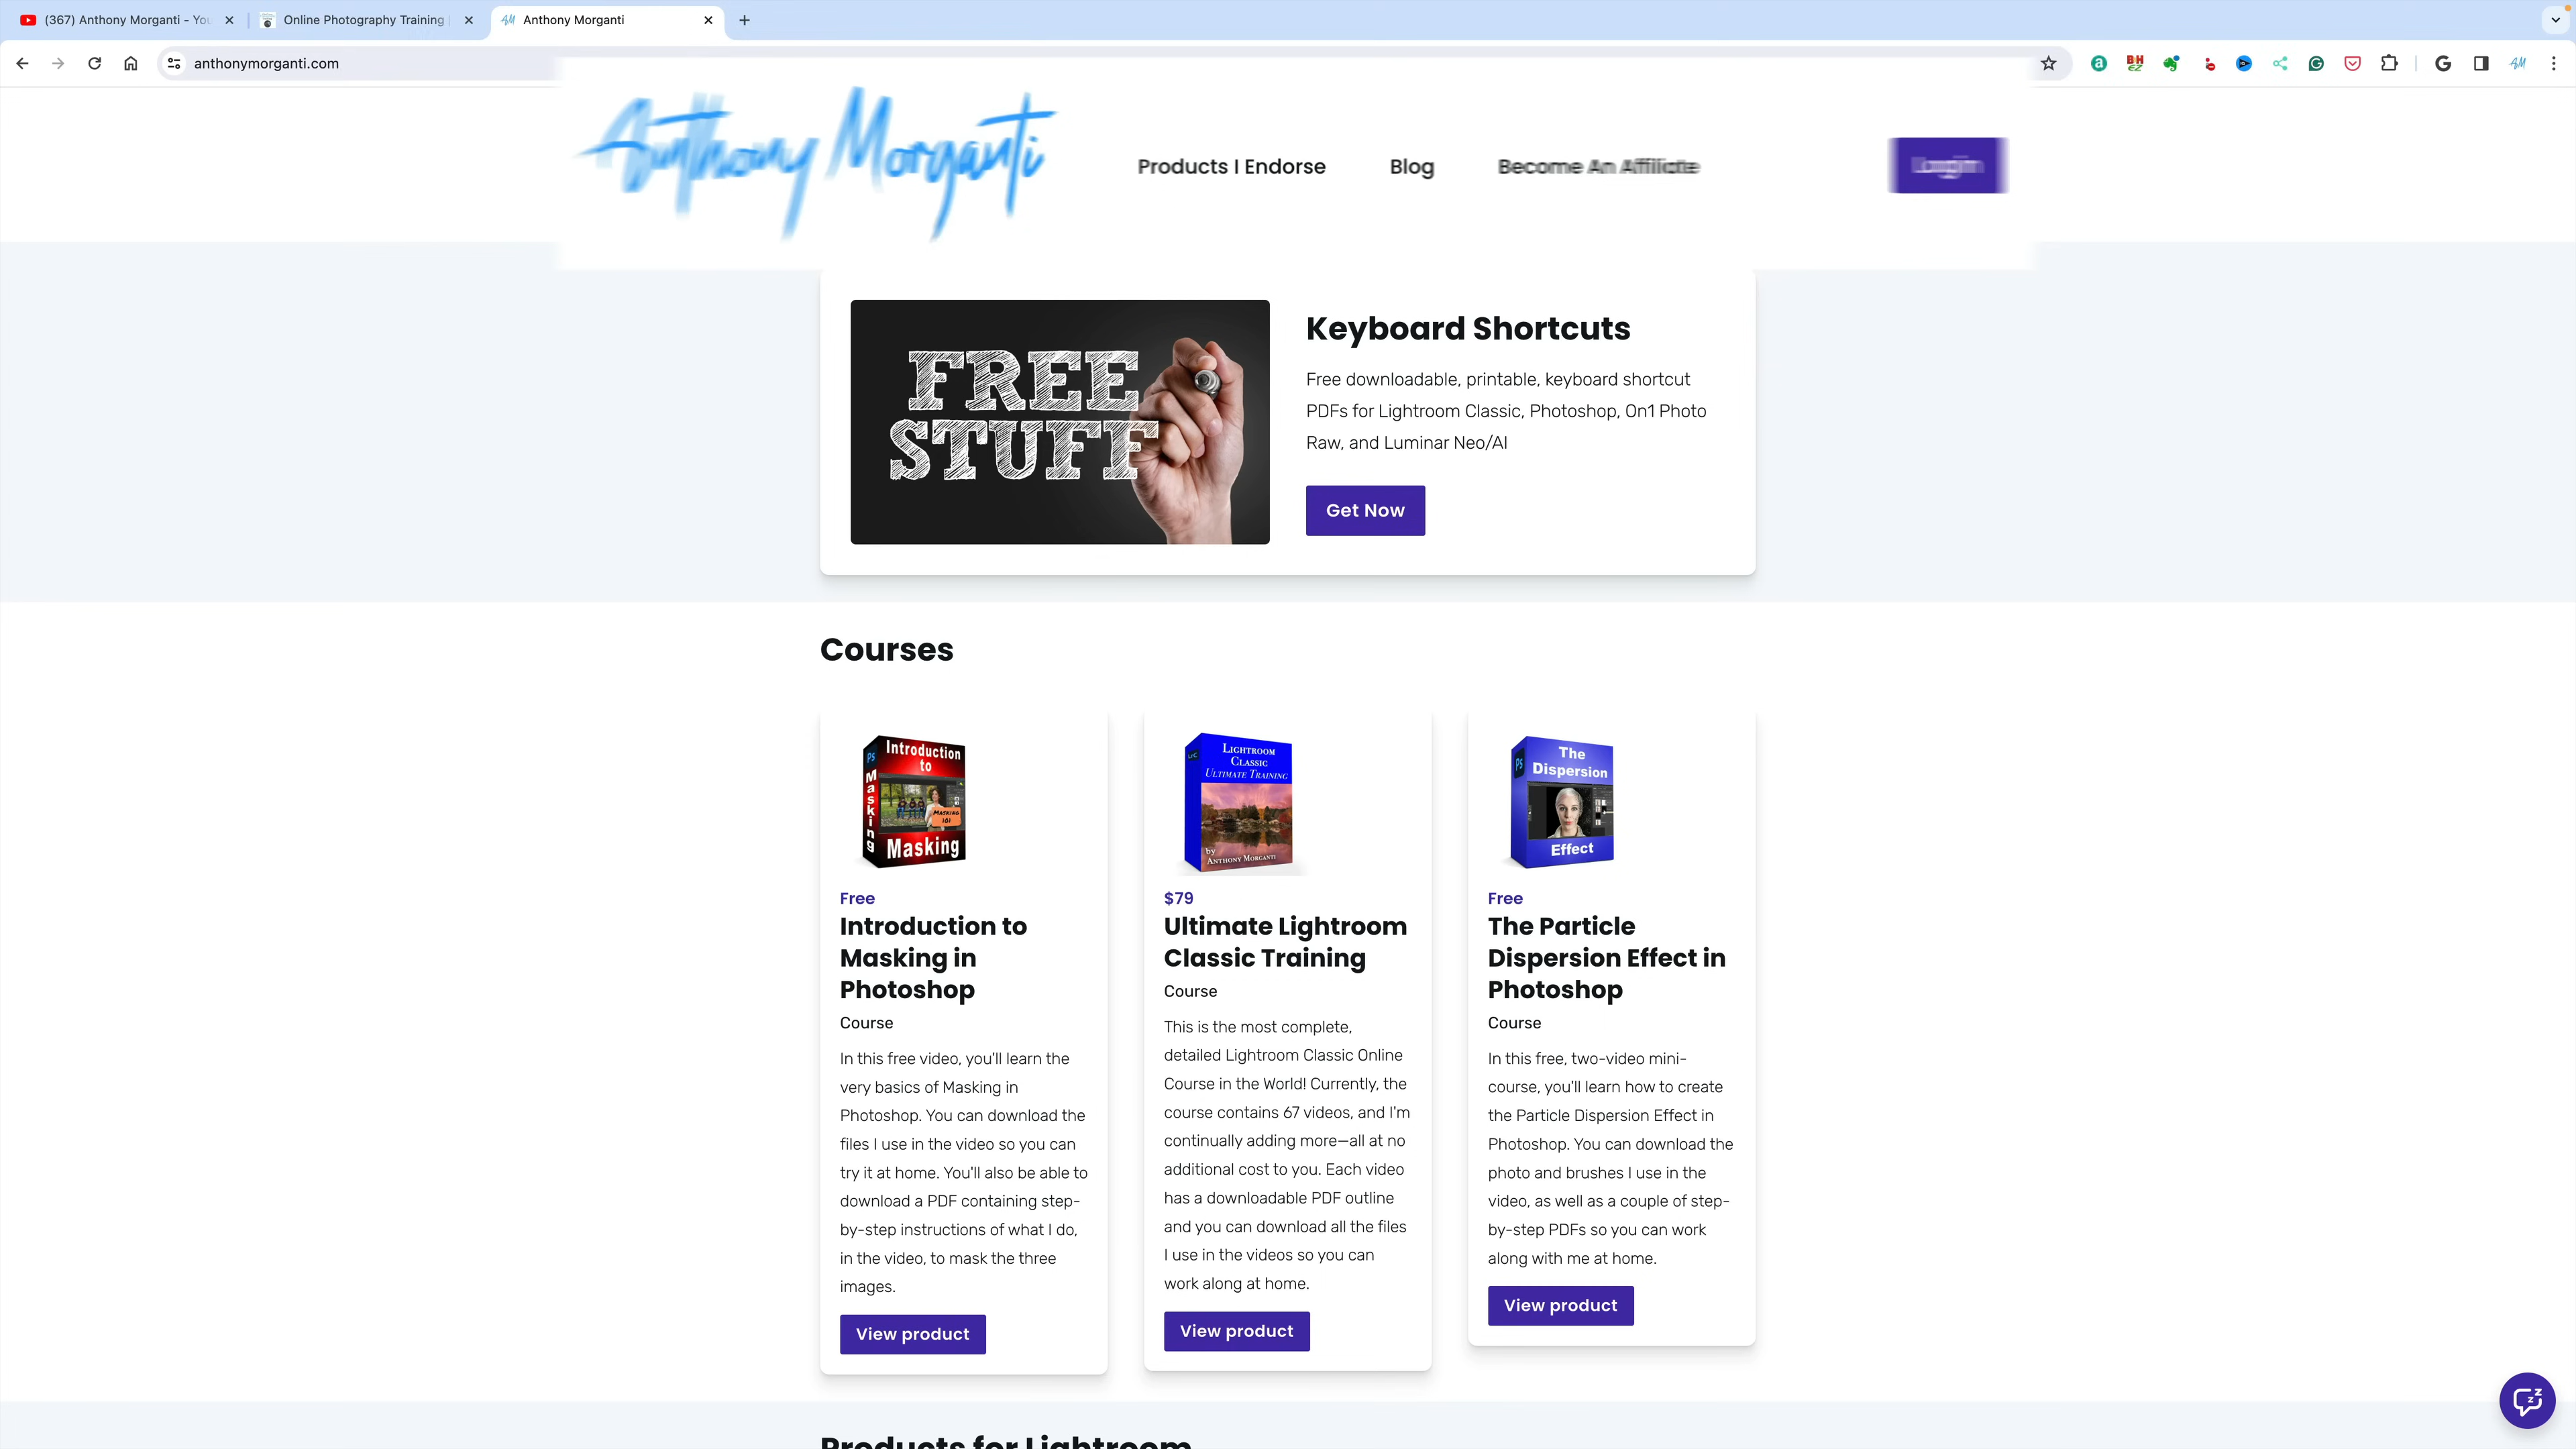 (367) Anthony Morganti - You
Online Photography Training
Anthony Morganti
anthonymorganti.com
Anthony Morganti
Products I Endorse
Blog
Become An Affiliate
Login
FREE
STUFF
Keyboard Shortcuts
Free downloadable, printable, keyboard shortcut
PDFs for Lightroom Classic, Photoshop, On1 Photo
Raw, and Luminar Neo/AI
Get Now
Courses
Ps
Masking
Introduction
to
MASKING
101
Masking
Free
Introduction to
Masking in
Photoshop
Course
In this free video, you'll learn the
very basics of Masking in
Photoshop. You can download the
files I use in the video so you can
try it at home. You'll also be able to
download a PDF containing step-
by-step instructions of what I do,
in the video, to mask the three
images.
View product
LrC
LIGHTROOM
CLASSIC
ULTIMATE TRAINING
by
ANTHONY MORGANTI
$79
Ultimate Lightroom
Classic Training
Course
This is the most complete,
detailed Lightroom Classic Online
Course in the World! Currently, the
course contains 67 videos, and I'm
continually adding more—all at no
additional cost to you. Each video
has a downloadable PDF outline
and you can download all the files
I use in the videos so you can
work along at home.
View product
Ps
The
Dispersion
Effect
Free
The Particle
Dispersion Effect in
Photoshop
Course
In this free, two-video mini-
course, you'll learn how to create
the Particle Dispersion Effect in
Photoshop. You can download the
photo and brushes I use in the
video, as well as a couple of step-
by-step PDFs so you can work
along with me at home.
View product
Products for Lightroom